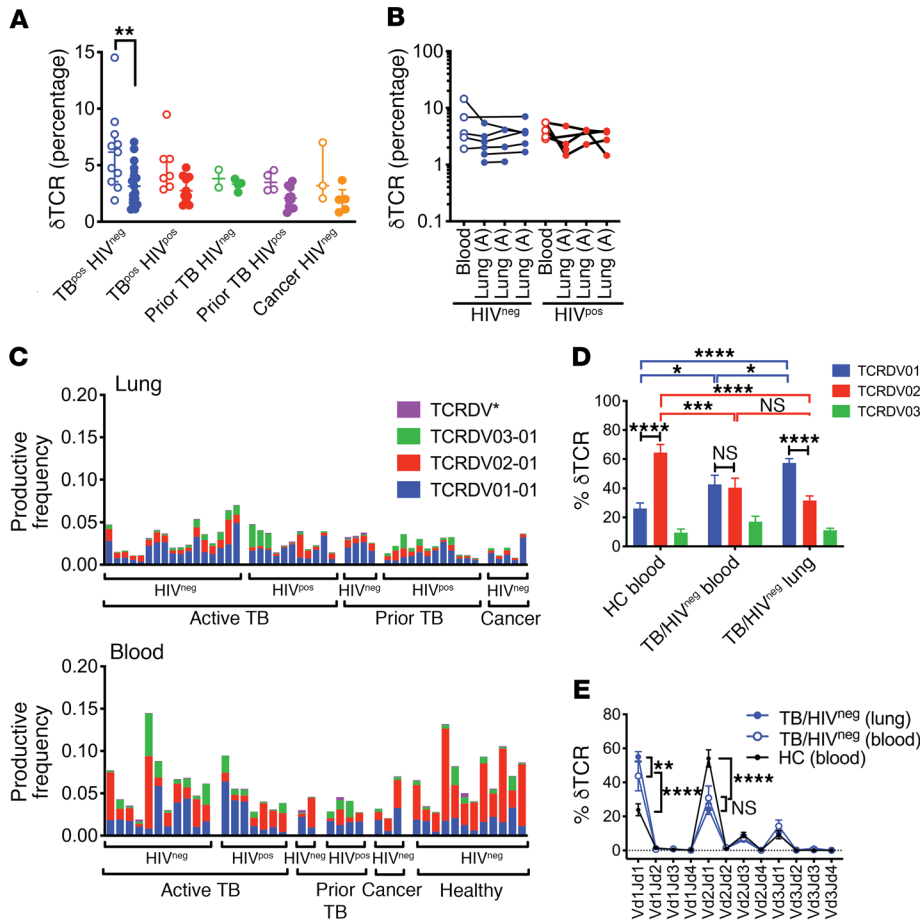 A
**
δTCR (percentage)
15
10
5
0
TBpos HIVneg
TBpos HIVpos
Prior TB HIVneg
Prior TB HIVpos
Cancer HIVneg
B
δTCR (percentage)
100
10
1
0.1
Blood
Lung (A)
Lung (A)
Lung (A)
Blood
Lung (A)
Lung (A)
Lung (A)
HIVneg
HIVpos
C
Lung
Productive
frequency
0.20
0.15
0.10
0.05
0.00
TCRDV*
TCRDV03-01
TCRDV02-01
TCRDV01-01
HIVneg
HIVpos
HIVneg
HIVpos
HIVneg
Active TB
Prior TB
Cancer
Blood
Productive
frequency
0.20
0.15
0.10
0.05
0.00
HIVneg
HIVpos
HIVneg
HIVpos
HIVneg
HIVneg
Active TB
Prior
TB
Cancer
Healthy
D
****
*
*
****
***
NS
****
NS
****
TCRDV01
TCRDV02
TCRDV03
% δTCR
100
80
60
40
20
0
HC blood
TB/HIVneg blood
TB/HIVneg lung
E
% δTCR
80
60
40
20
0
TB/HIVneg (lung)
TB/HIVneg (blood)
HC (blood)
**
****
****
NS
Vd1Jd1
Vd1Jd2
Vd1Jd3
Vd1Jd4
Vd2Jd1
Vd2Jd2
Vd2Jd3
Vd2Jd4
Vd3Jd1
Vd3Jd2
Vd3Jd3
Vd3Jd4